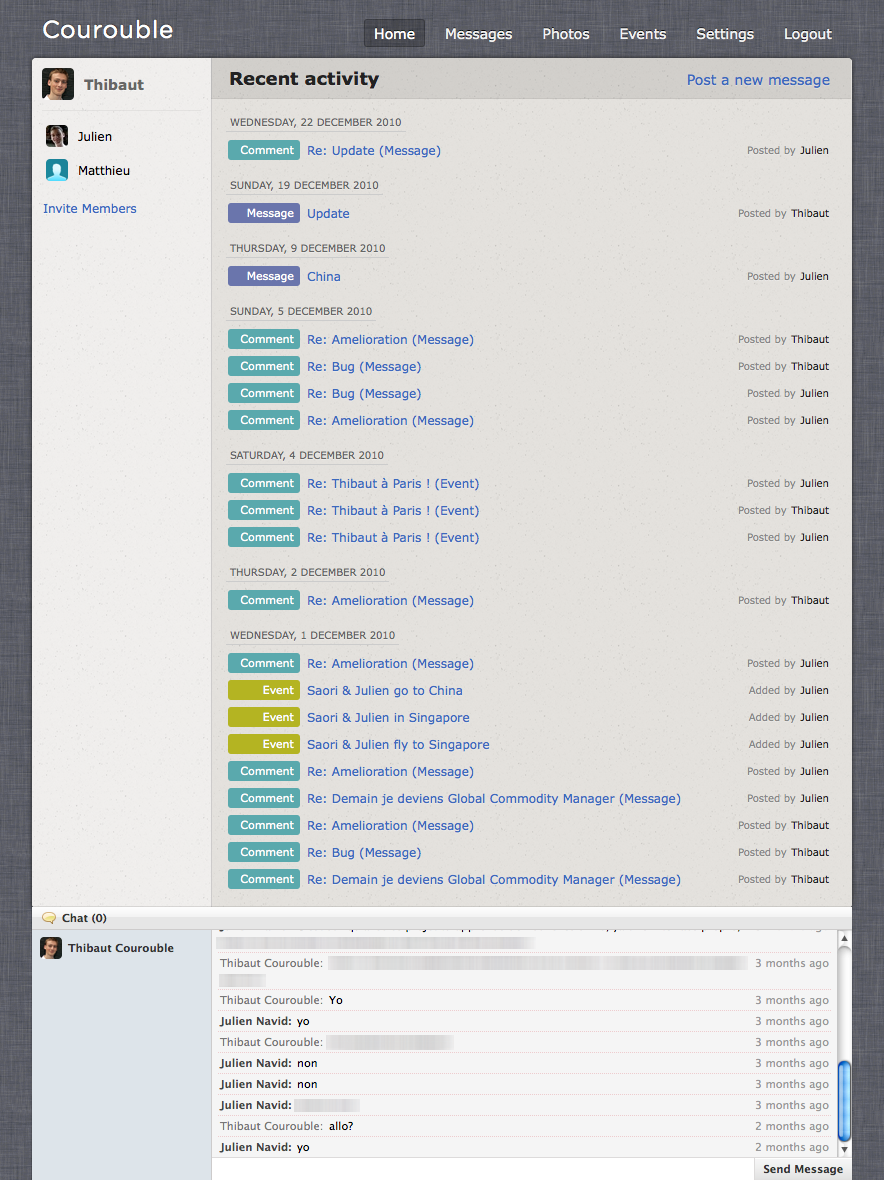 Courouble
Home Messages Photos Events Settings Logout
Thibaut
Julien
Matthieu
Invite Members
Recent activity Post a new message
WEDNESDAY, 22 DECEMBER 2010
Comment Re: Update (Message) Posted by Julien
SUNDAY, 19 DECEMBER 2010
Message Update Posted by Thibaut
THURSDAY, 9 DECEMBER 2010
Message China Posted by Julien
SUNDAY, 5 DECEMBER 2010
Comment Re: Amelioration (Message) Posted by Thibaut
Comment Re: Bug (Message) Posted by Thibaut
Comment Re: Bug (Message) Posted by Julien
Comment Re: Amelioration (Message) Posted by Julien
SATURDAY, 4 DECEMBER 2010
Comment Re: Thibaut à Paris ! (Event) Posted by Julien
Comment Re: Thibaut à Paris ! (Event) Posted by Thibaut
Comment Re: Thibaut à Paris ! (Event) Posted by Julien
THURSDAY, 2 DECEMBER 2010
Comment Re: Amelioration (Message) Posted by Thibaut
WEDNESDAY, 1 DECEMBER 2010
Comment Re: Amelioration (Message) Posted by Julien
Event Saori & Julien go to China Added by Julien
Event Saori & Julien in Singapore Added by Julien
Event Saori & Julien fly to Singapore Added by Julien
Comment Re: Amelioration (Message) Posted by Julien
Comment Re: Demain je deviens Global Commodity Manager (Message) Posted by Julien
Comment Re: Amelioration (Message) Posted by Thibaut
Comment Re: Bug (Message) Posted by Thibaut
Comment Re: Demain je deviens Global Commodity Manager (Message) Posted by Thibaut
Chat (0)
Thibaut Courouble
Thibaut Courouble: 3 months ago
Thibaut Courouble: Yo 3 months ago
Julien Navid: yo 3 months ago
Thibaut Courouble: 3 months ago
Julien Navid: non 3 months ago
Julien Navid: non 3 months ago
Julien Navid: 3 months ago
Thibaut Courouble: allo? 2 months ago
Julien Navid: yo 2 months ago
Send Message